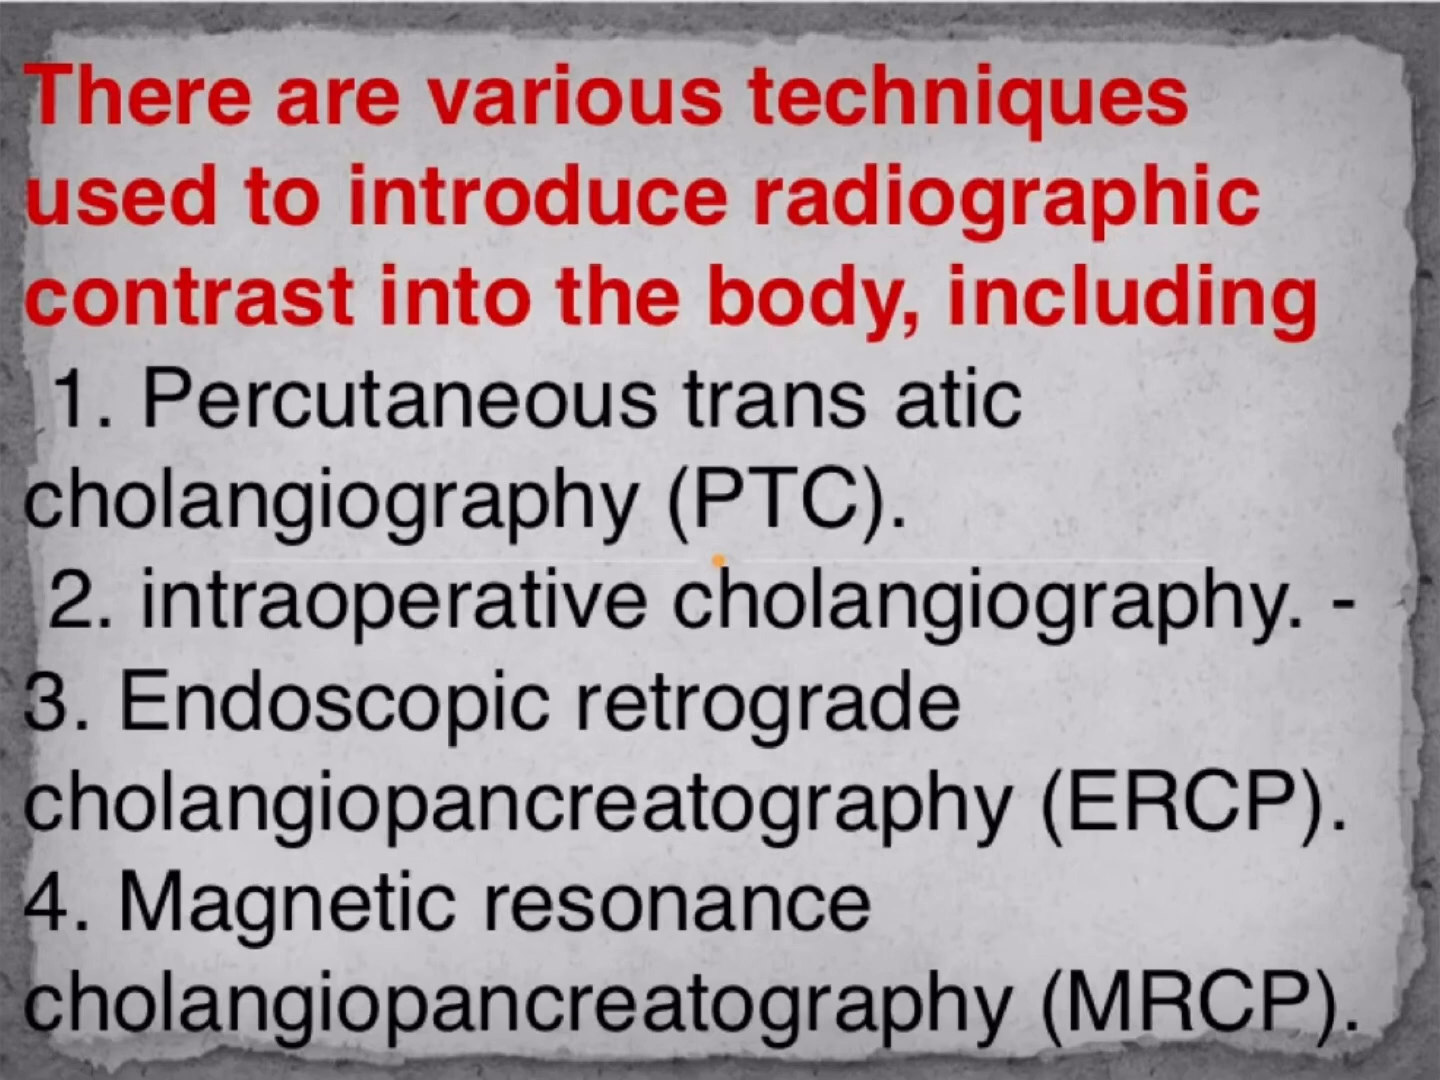 There are various techniques
used to introduce radiographic
contrast into the body, including
1. Percutaneous trans atic
cholangiography (PTC).
2. intraoperative cholangiography. -
3. Endoscopic retrograde
cholangiopancreatography (ERCP).
4. Magnetic resonance
cholangiopancreatography (MRCP).